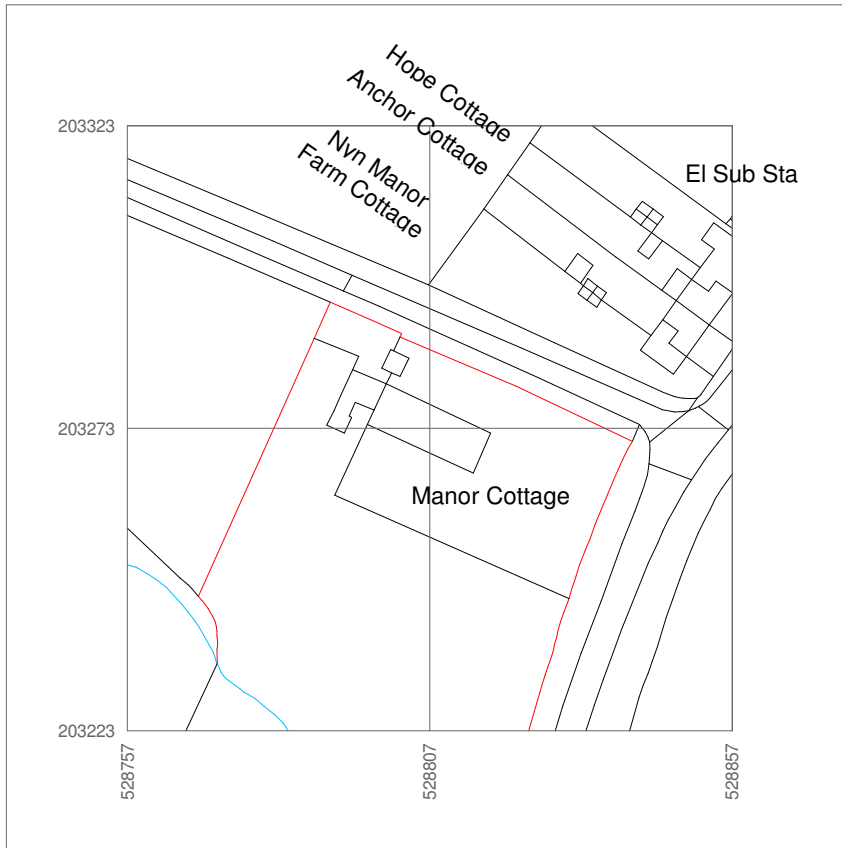 Hope Cottage
Anchor Cottage
Nyn Manor
Farm Cottage
El Sub Sta
Manor Cottage
203323
203273
203223
528757
528807
528857